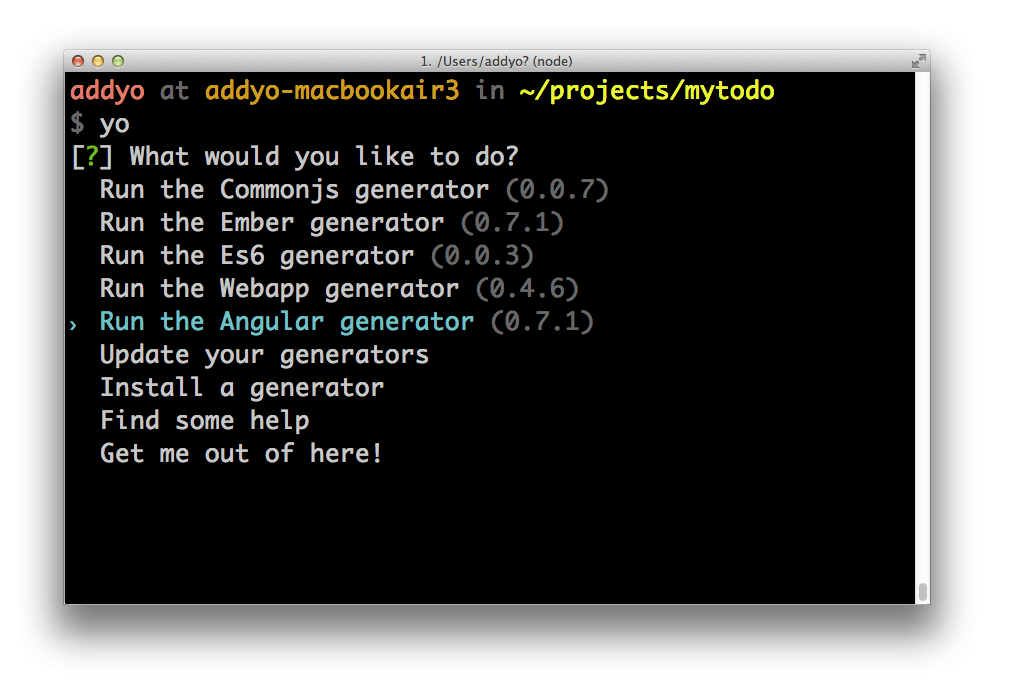 1. /Users/addyo? (node)
addyo at addyo-macbookair3 in ~/projects/mytodo
$ yo
[?] What would you like to do?
Run the Commonjs generator (0.0.7)
Run the Ember generator (0.7.1)
Run the Es6 generator (0.0.3)
Run the Webapp generator (0.4.6)
› Run the Angular generator (0.7.1)
Update your generators
Install a generator
Find some help
Get me out of here!